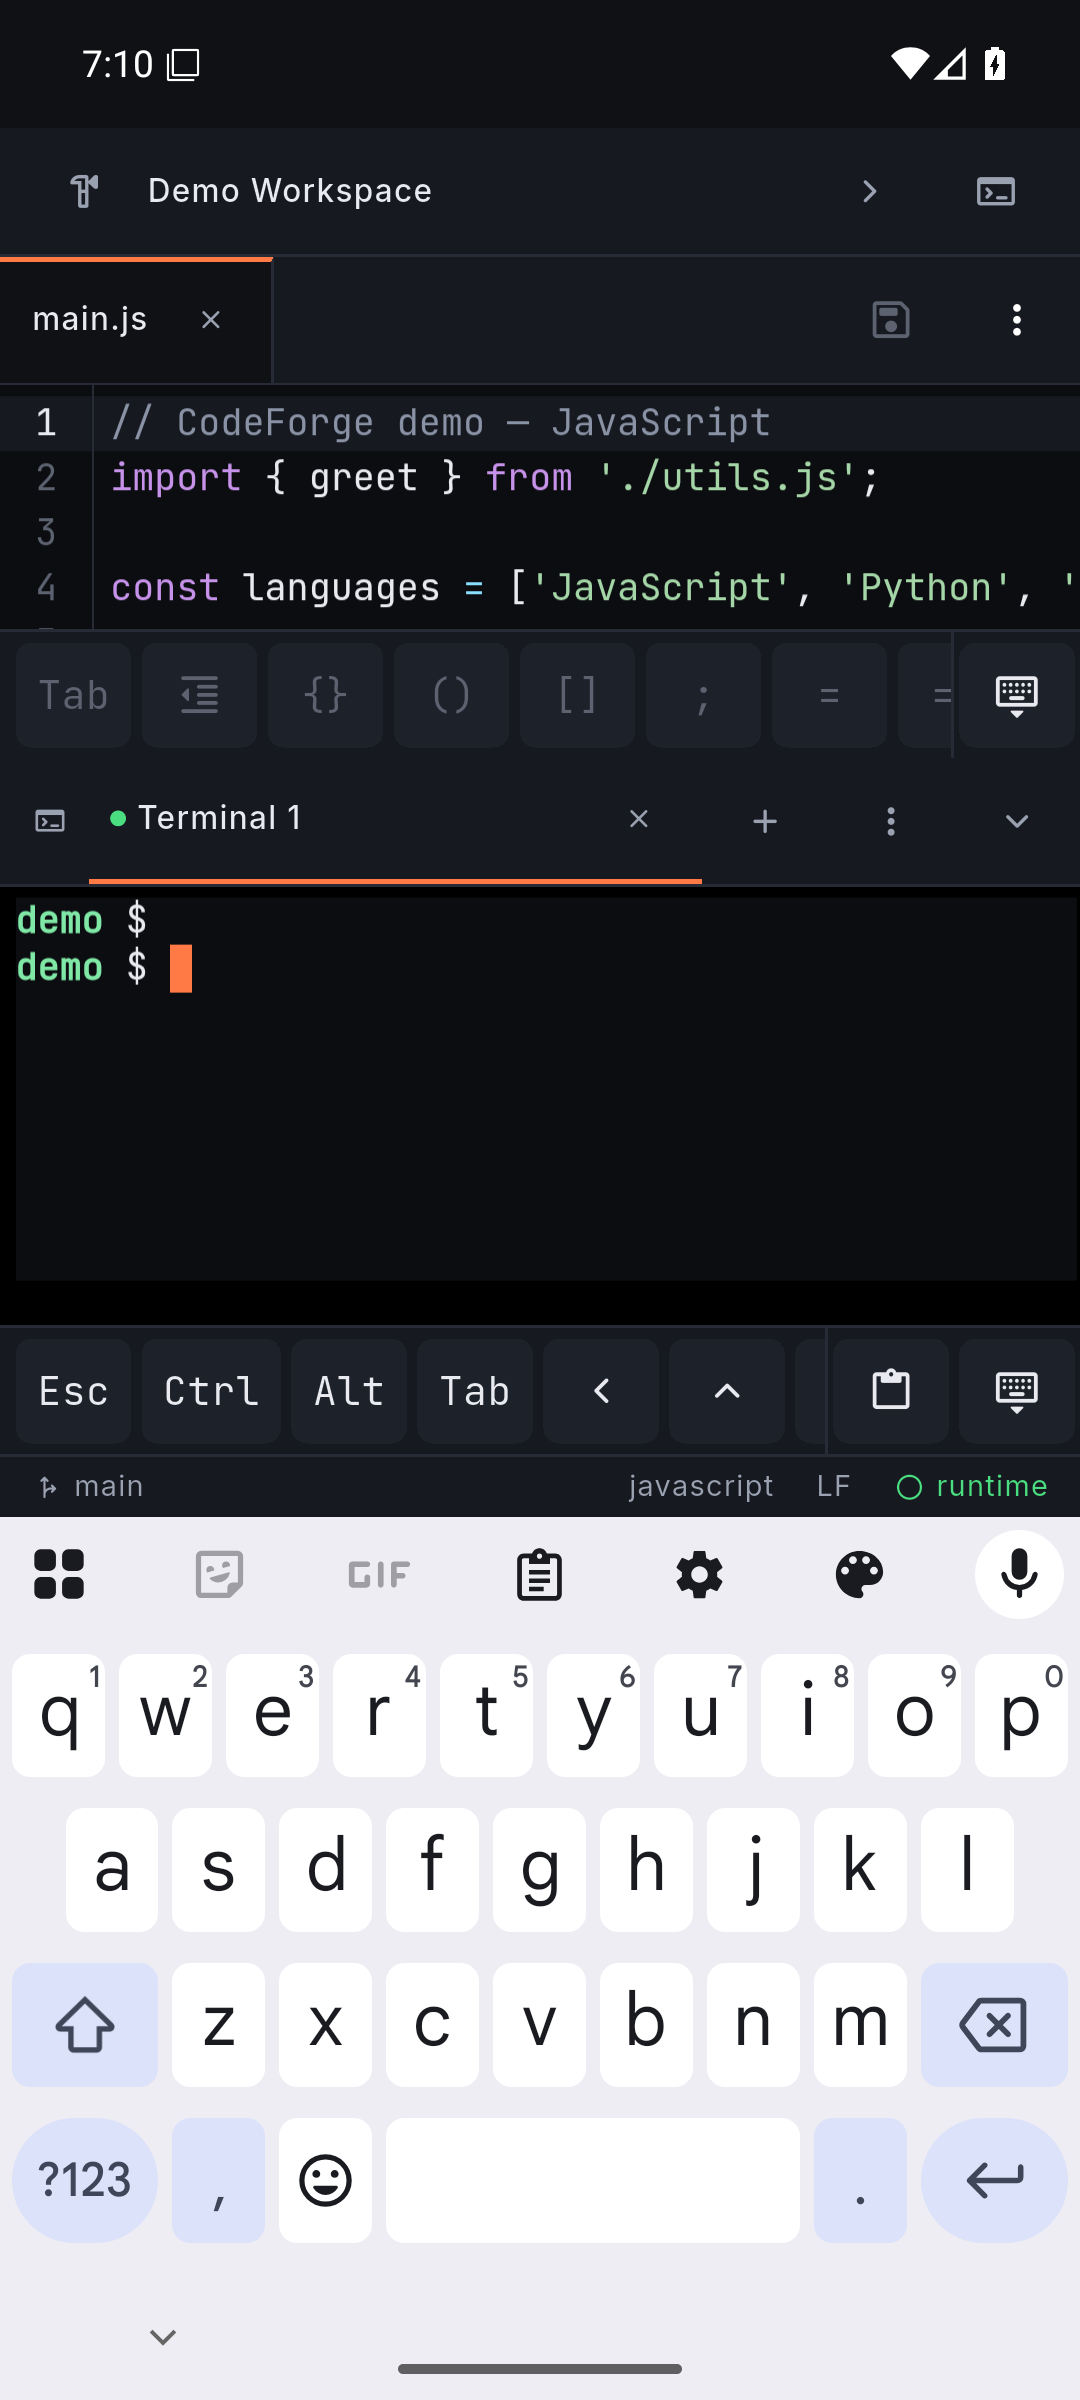 7:10
Demo Workspace
main.js
1 // CodeForge demo — JavaScript
2 import { greet } from './utils.js';
3
4 const languages = ['JavaScript', 'Python', '
Tab {} () [] ; = =
Terminal 1
demo $
demo $
Esc Ctrl Alt Tab
main javascript LF runtime
GIF
q 1 w 2 e 3 r 4 t 5 y 6 u 7 i 8 o 9 p 0
a s d f g h j k l
z x c v b n m
?123 , .